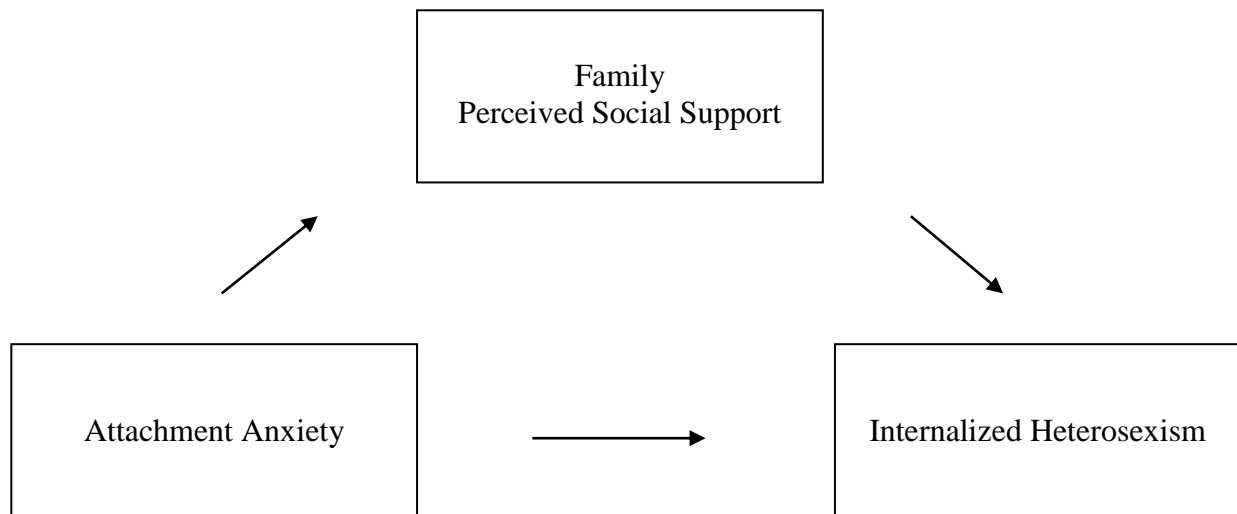 Family
Perceived Social Support
Attachment Anxiety
Internalized Heterosexism